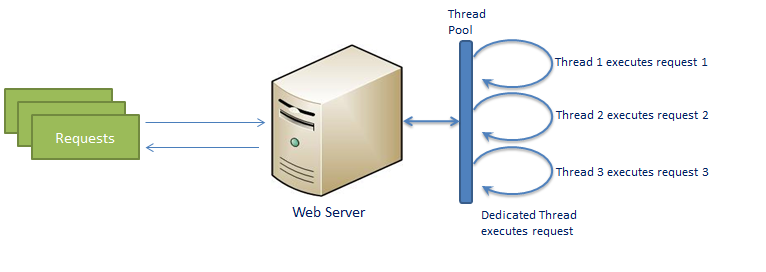 Thread
Pool
Thread 1 executes request 1
Thread 2 executes request 2
Requests
Thread 3 executes request 3
Web Server
Dedicated Thread
executes request